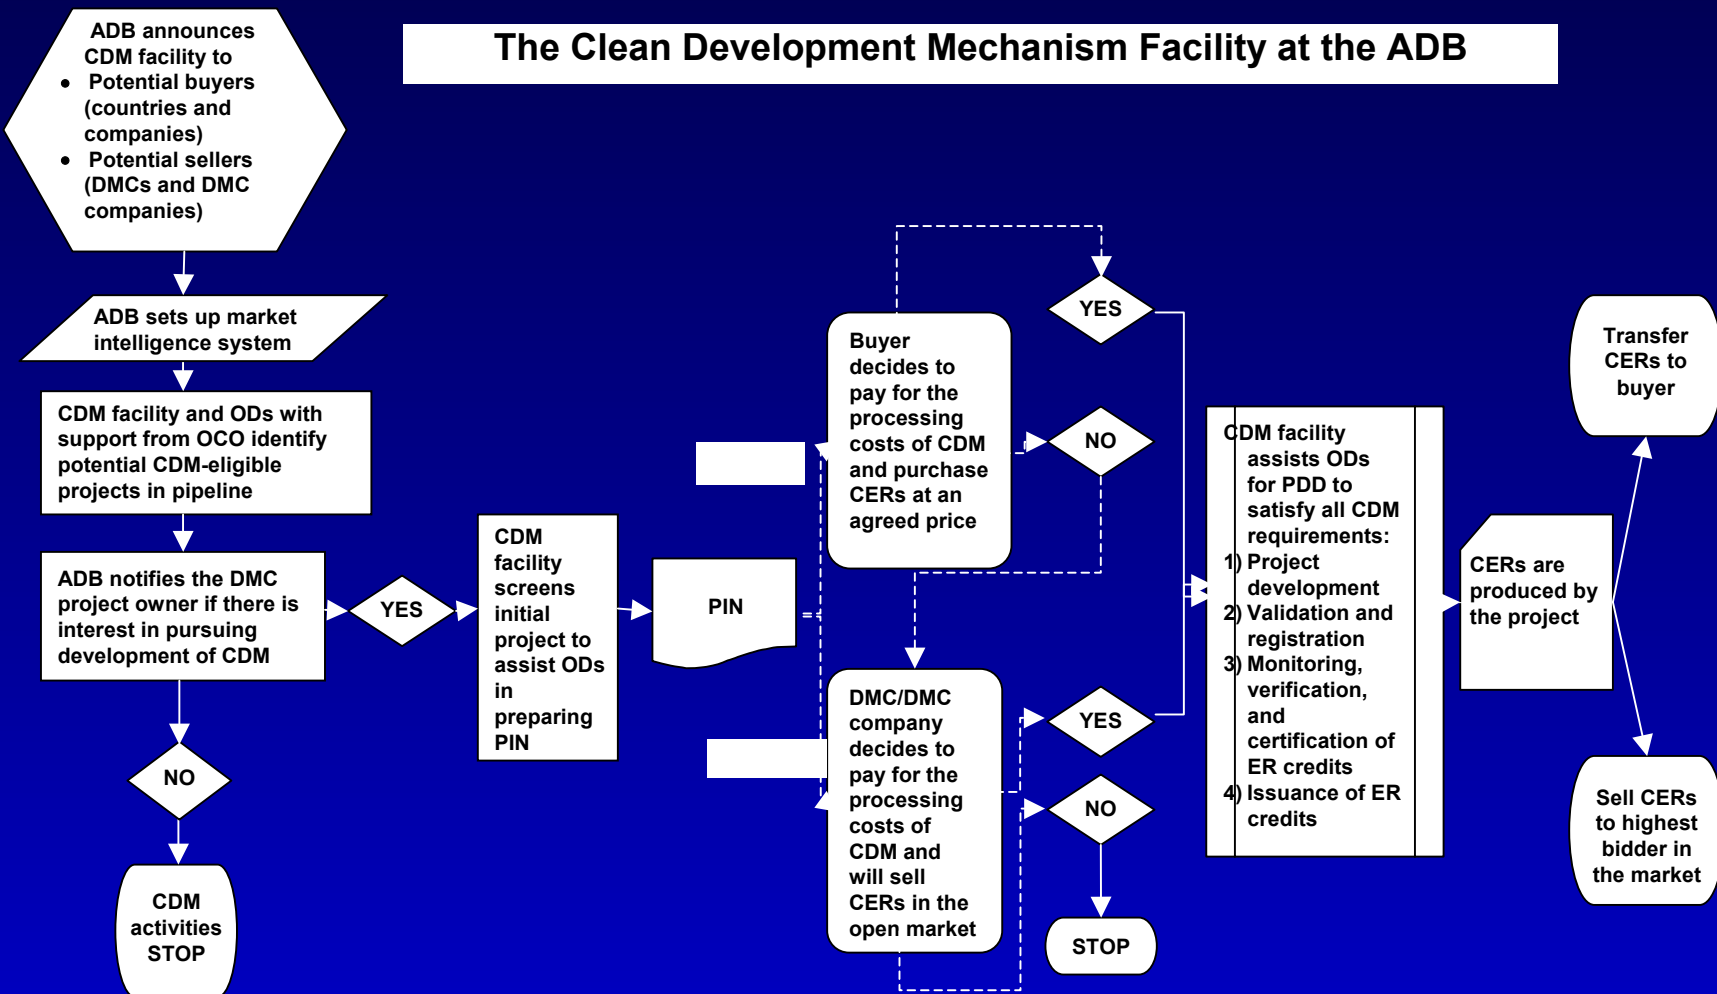 The Clean Development Mechanism Facility at the ADB
ADB announces
CDM facility to
• Potential buyers
(countries and
companies)
• Potential sellers
(DMCs and DMC
companies)
ADB sets up market
intelligence system
CDM facility and ODs with
support from OCO identify
potential CDM-eligible
projects in pipeline
ADB notifies the DMC
project owner if there is
interest in pursuing
development of CDM
NO
CDM
activities
STOP
YES
CDM
facility
screens
initial
project to
assist ODs
in
preparing
PIN
PIN
Buyer
decides to
pay for the
processing
costs of CDM
and purchase
CERs at an
agreed price
YES
NO
DMC/DMC
company
decides to
pay for the
processing
costs of
CDM and
will sell
CERs in the
open market
YES
NO
STOP
CDM facility
assists ODs
for PDD to
satisfy all CDM
requirements:
1) Project
development
2) Validation and
registration
3) Monitoring,
verification,
and
certification of
ER credits
4) Issuance of ER
credits
CERs are
produced by
the project
Transfer
CERs to
buyer
Sell CERs
to highest
bidder in
the market